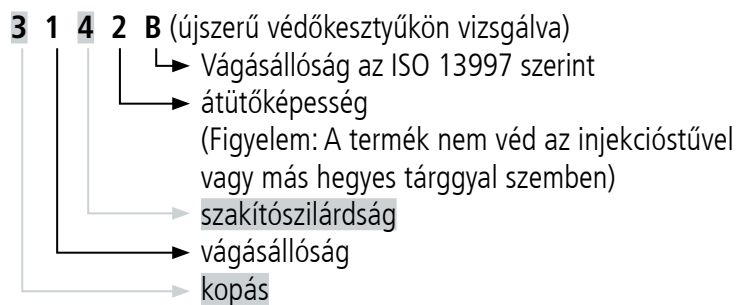 3 1 4 2 B (újszerű védőkesztyűkön vizsgálva)
Vágásállóság az ISO 13997 szerint
átütőképesség
(Figyelem: A termék nem véd az injekcióstűvel
vagy más hegyes tárggyal szemben)
szakítószilárdság
vágásállóság
kopás